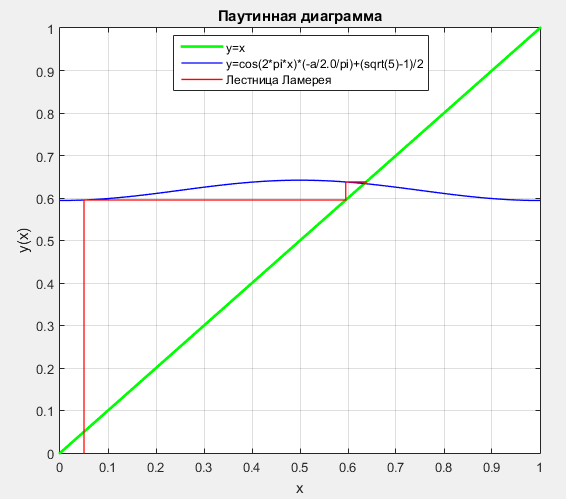 Паутинная диаграмма
y=x
y=cos(2*pi*x)*(-a/2.0/pi)+(sqrt(5)-1)/2
Лестница Ламерея
1
0.9
0.8
0.7
0.6
0.5
0.4
0.3
0.2
0.1
0
y(x)
0 0.1 0.2 0.3 0.4 0.5 0.6 0.7 0.8 0.9 1
x